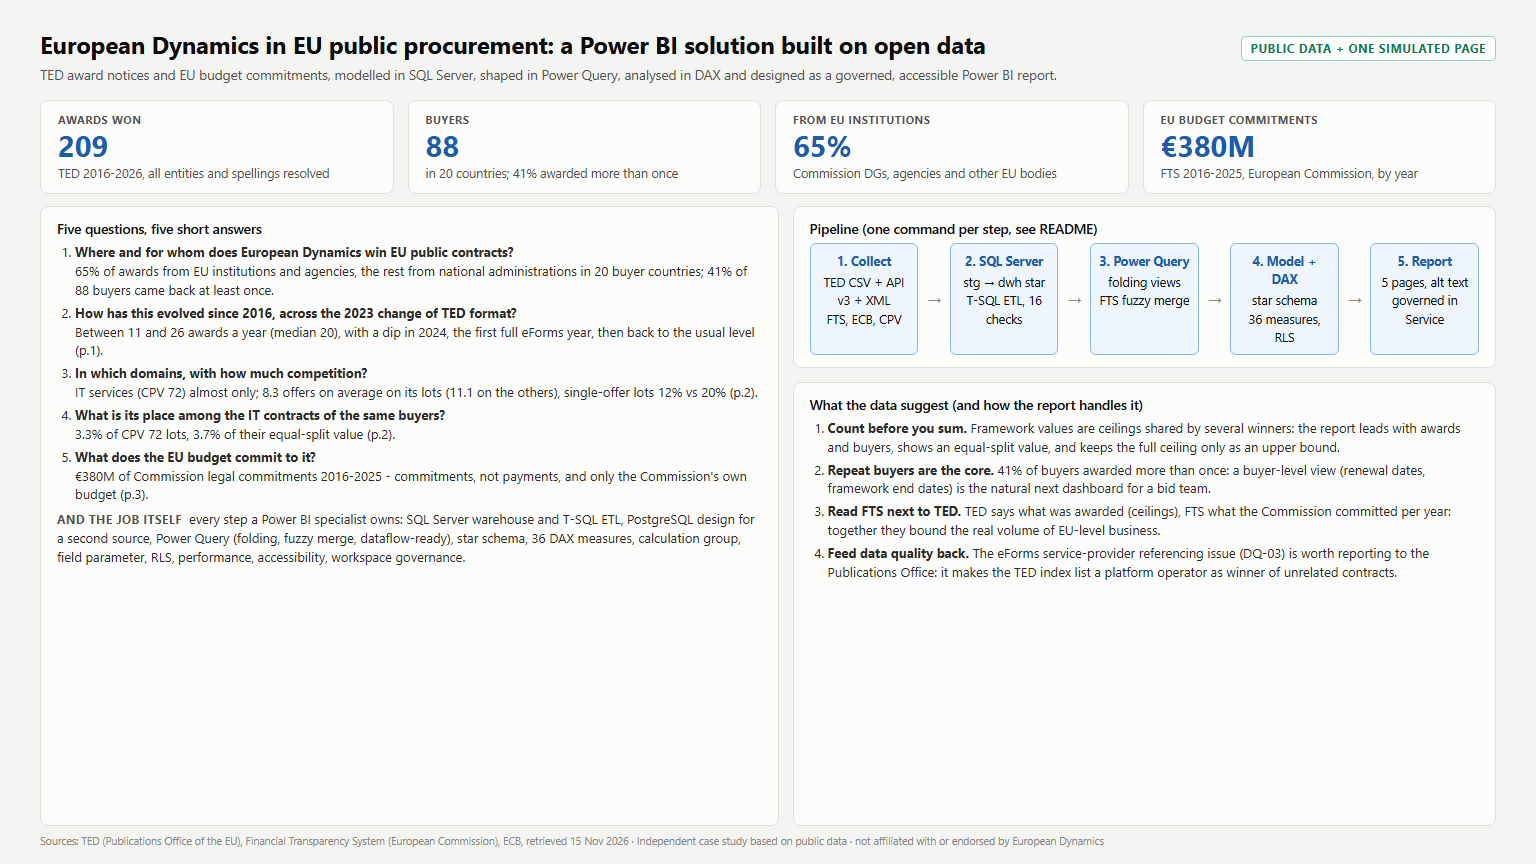 European Dynamics in EU public procurement: a Power BI solution built on open data
PUBLIC DATA + ONE SIMULATED PAGE
TED award notices and EU budget commitments, modelled in SQL Server, shaped in Power Query, analysed in DAX and designed as a governed, accessible Power BI report.
AWARDS WON
209
TED 2016-2026, all entities and spellings resolved
BUYERS
88
in 20 countries; 41% awarded more than once
FROM EU INSTITUTIONS
65%
Commission DGs, agencies and other EU bodies
EU BUDGET COMMITMENTS
€380M
FTS 2016-2025, European Commission, by year
Five questions, five short answers
1. Where and for whom does European Dynamics win EU public contracts?
65% of awards from EU institutions and agencies, the rest from national administrations in 20 buyer countries; 41% of
88 buyers came back at least once.
2. How has this evolved since 2016, across the 2023 change of TED format?
Between 11 and 26 awards a year (median 20), with a dip in 2024, the first full eForms year, then back to the usual level
(p.1).
3. In which domains, with how much competition?
IT services (CPV 72) almost only; 8.3 offers on average on its lots (11.1 on the others), single-offer lots 12% vs 20% (p.2).
4. What is its place among the IT contracts of the same buyers?
3.3% of CPV 72 lots, 3.7% of their equal-split value (p.2).
5. What does the EU budget commit to it?
€380M of Commission legal commitments 2016-2025 - commitments, not payments, and only the Commission's own
budget (p.3).
AND THE JOB ITSELF every step a Power BI specialist owns: SQL Server warehouse and T-SQL ETL, PostgreSQL design for
a second source, Power Query (folding, fuzzy merge, dataflow-ready), star schema, 36 DAX measures, calculation group,
field parameter, RLS, performance, accessibility, workspace governance.
Pipeline (one command per step, see README)
1. Collect
TED CSV + API
v3 + XML
FTS, ECB, CPV
→
2. SQL Server
stg → dwh star
T-SQL ETL, 16
checks
→
3. Power Query
folding views
FTS fuzzy merge
→
4. Model +
DAX
star schema
36 measures,
RLS
→
5. Report
5 pages, alt text
governed in
Service
What the data suggest (and how the report handles it)
1. Count before you sum. Framework values are ceilings shared by several winners: the report leads with awards
and buyers, shows an equal-split value, and keeps the full ceiling only as an upper bound.
2. Repeat buyers are the core. 41% of buyers awarded more than once: a buyer-level view (renewal dates,
framework end dates) is the natural next dashboard for a bid team.
3. Read FTS next to TED. TED says what was awarded (ceilings), FTS what the Commission committed per year:
together they bound the real volume of EU-level business.
4. Feed data quality back. The eForms service-provider referencing issue (DQ-03) is worth reporting to the
Publications Office: it makes the TED index list a platform operator as winner of unrelated contracts.
Sources: TED (Publications Office of the EU), Financial Transparency System (European Commission), ECB, retrieved 15 Nov 2026 · Independent case study based on public data · not affiliated with or endorsed by European Dynamics